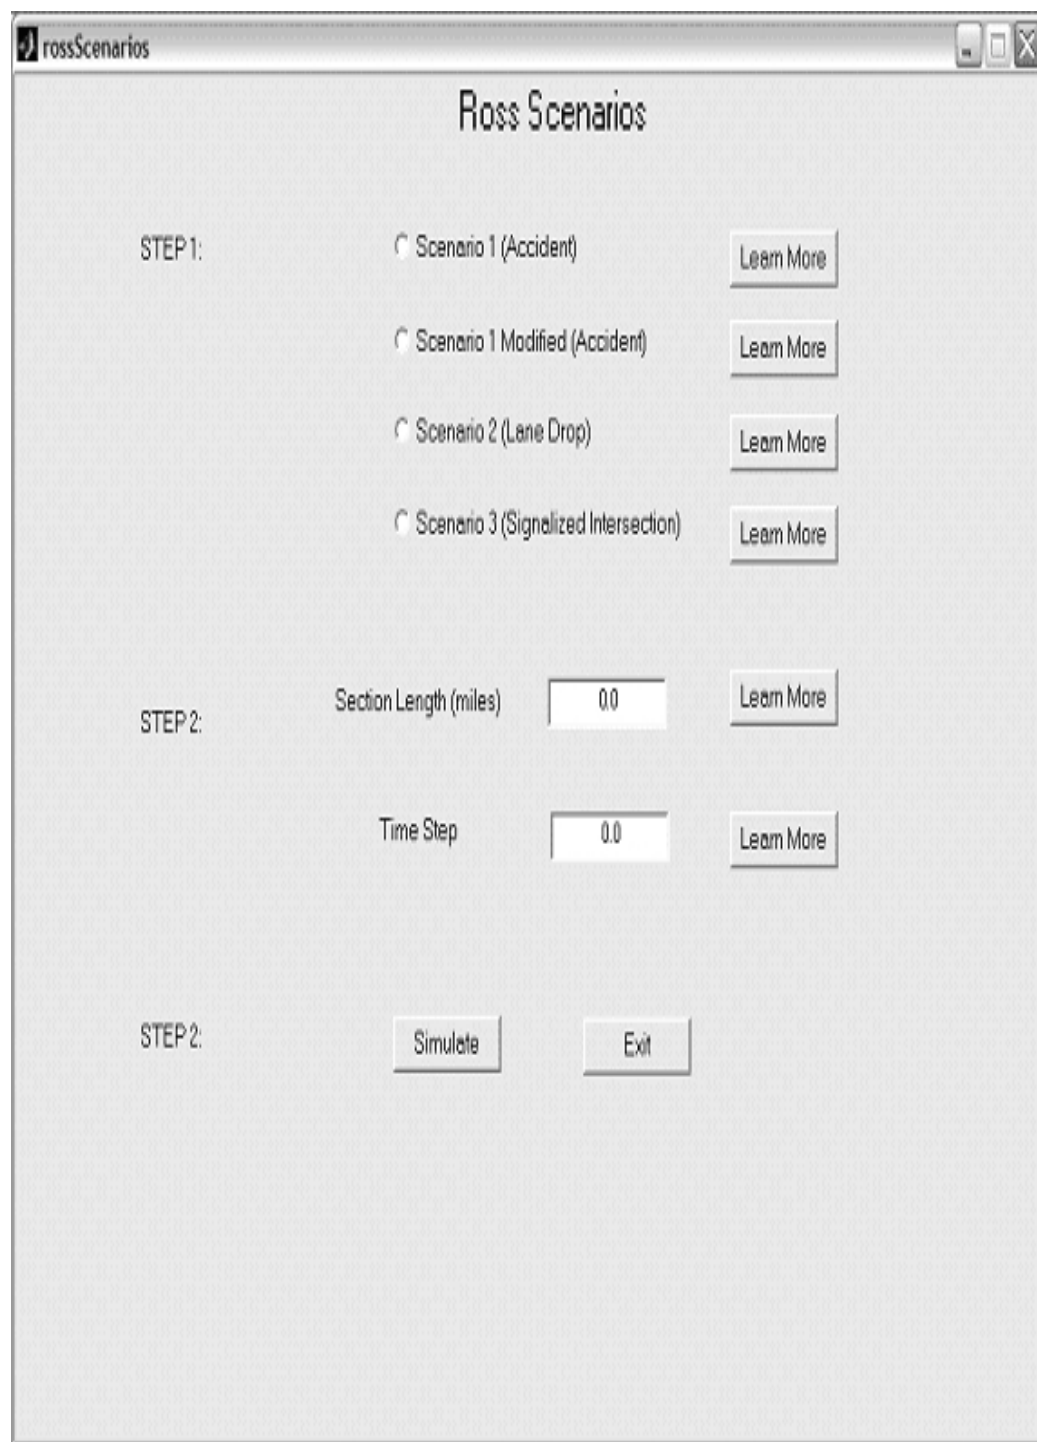 rossScenarios
Ross Scenarios
STEP 1:
Scenario 1 (Accident)
Learn More
Scenario 1 Modified (Accident)
Learn More
Scenario 2 (Lane Drop)
Learn More
Scenario 3 (Signalized Intersection)
Learn More
STEP 2:
Section Length (miles)
0.0
Learn More
Time Step
0.0
Learn More
STEP 2:
Simulate
Exit